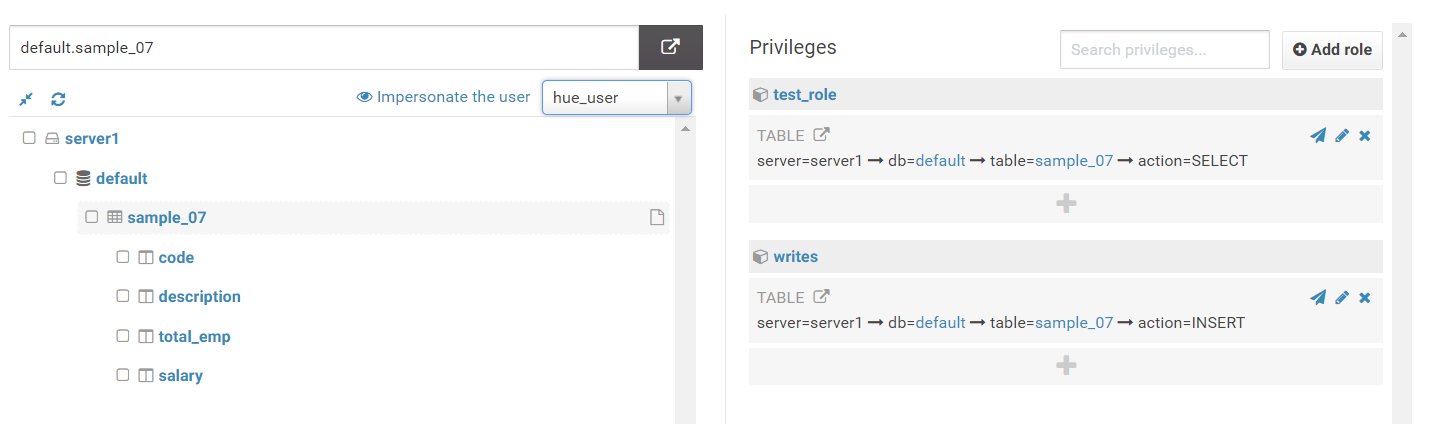 default.sample_07
Impersonate the user hue_user
server1
default
sample_07
code
description
total_emp
salary
Privileges Search privileges... Add role
test_role
TABLE
server=server1 → db=default → table=sample_07 → action=SELECT
writes
TABLE
server=server1 → db=default → table=sample_07 → action=INSERT